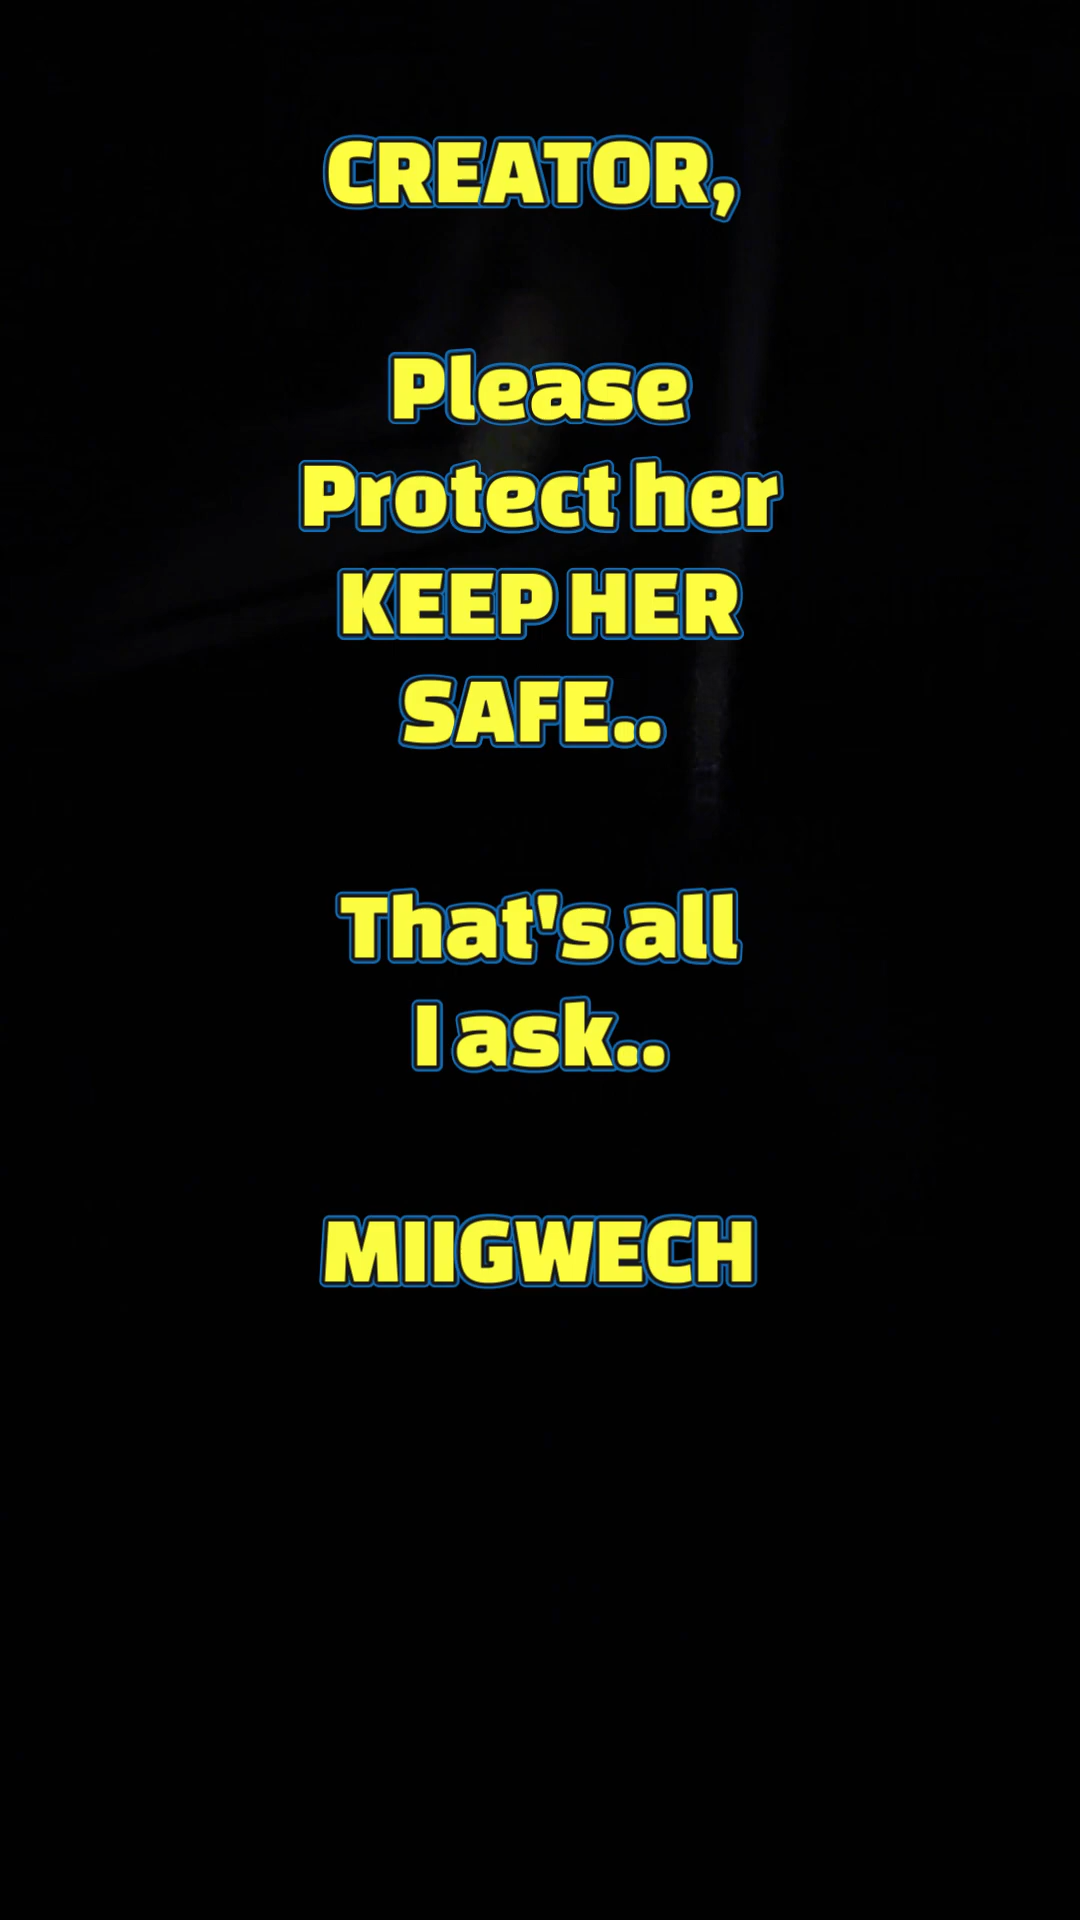 CREATOR,
Please
Protect her
KEEP HER
SAFE..
That's all
I ask..
MIIGWECH